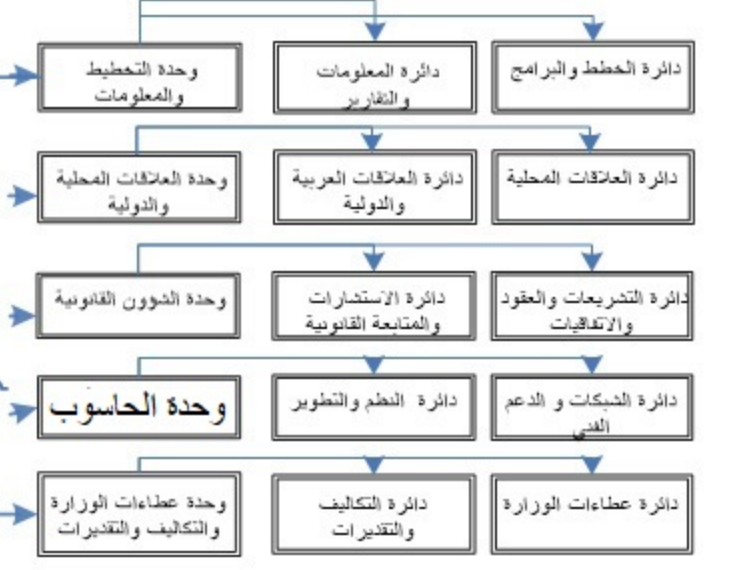 دائرة الخطط والبرامج
دائرة المعلومات
والتقارير
وحدة التخطيط
والمعلومات
دائرة العلاقات المحلية
دائرة العلاقات العربية
والدولية
وحدة العلاقات المحلية
والدولية
دائرة التشريعات والعقود
والاتفاقيات
دائرة الاستشارات
والمتابعة القانونية
وحدة الشؤون القانونية
دائرة الشبكات و الدعم
الفني
دائرة النظم والتطوير
وحدة الحاسوب
دائرة عطاءات الوزارة
دائرة التكاليف
والتقديرات
وحدة عطاءات الوزارة
والتكاليف والتقديرات